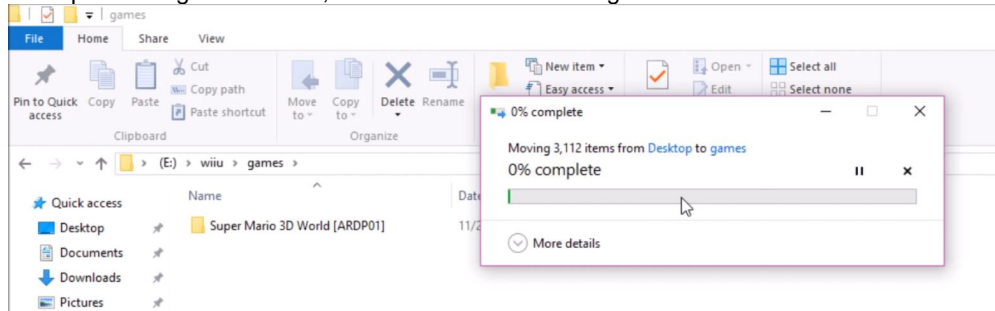 games
File Home Share View
Pin to Quick access
Copy
Paste
Cut
Copy path
Paste shortcut
Clipboard
Move to
Copy to
Delete
Rename
Organize
New item
Easy access
Open
Edit
Select all
Select none
(E:) > wiiu > games >
Quick access
Desktop
Documents
Downloads
Pictures
Name
Super Mario 3D World [ARDP01]
0% complete
Moving 3,112 items from Desktop to games
0% complete
More details